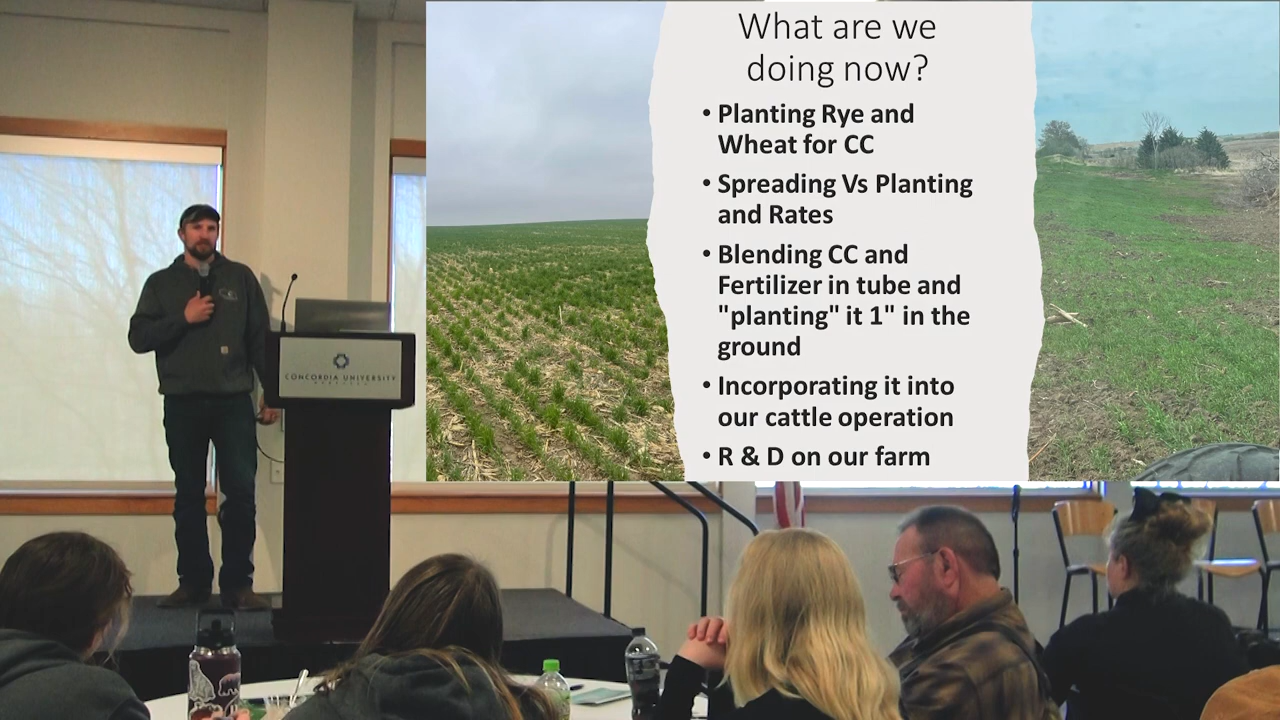 What are we
doing now?
• Planting Rye and
Wheat for CC
• Spreading Vs Planting
and Rates
• Blending CC and
Fertilizer in tube and
"planting" it 1" in the
ground
• Incorporating it into
our cattle operation
• R & D on our farm
CONCORDIA UNIVERSITY